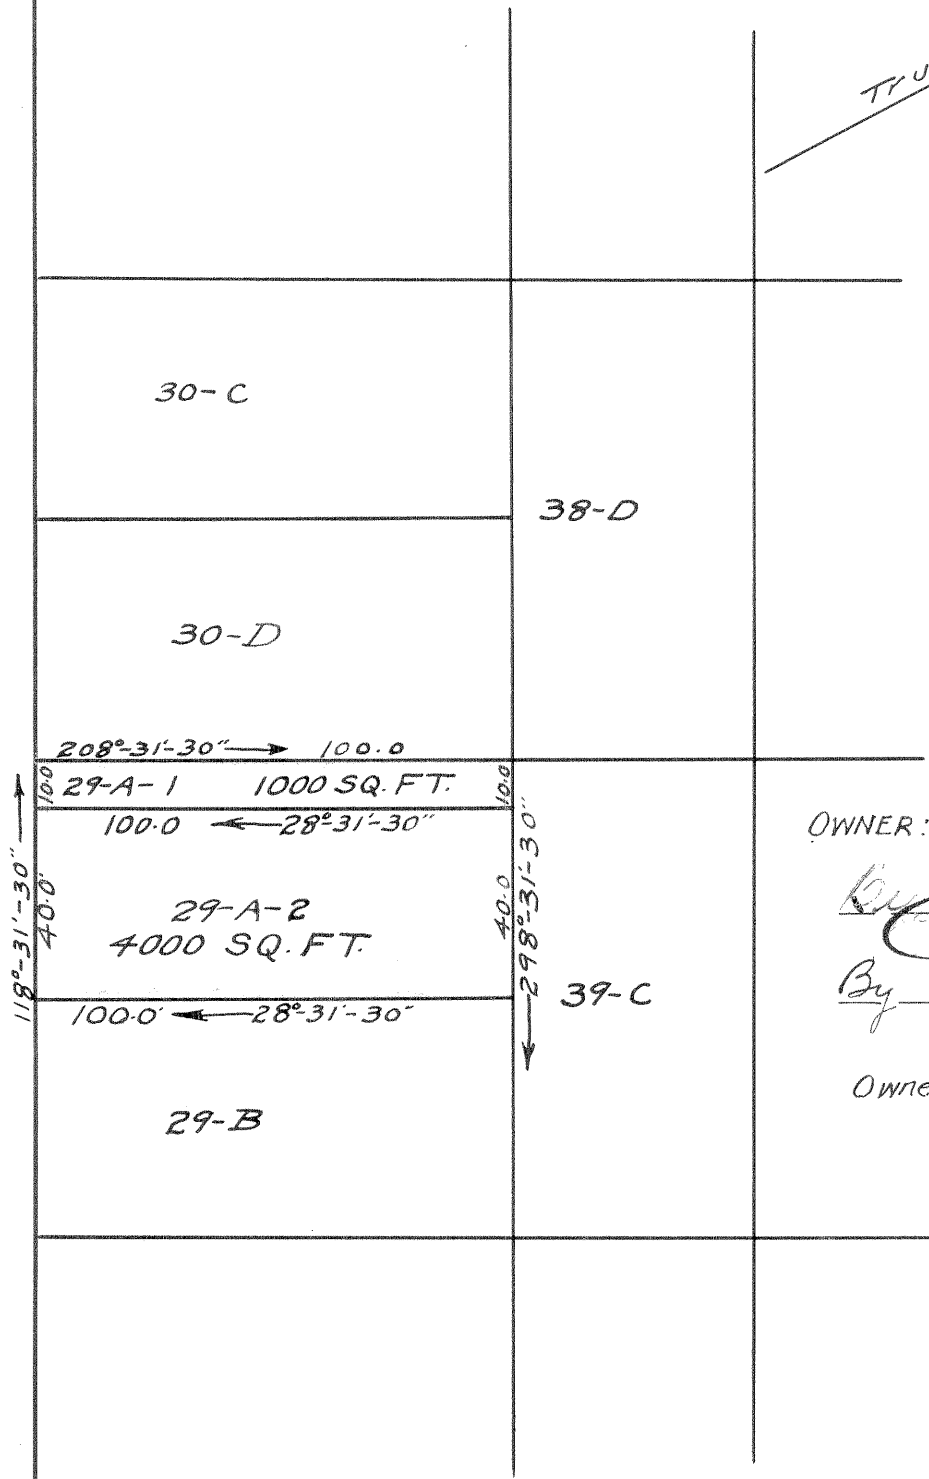 30-C
38-D
30-D
208°-31'-30" 100.0
10.0 29-A-1 1000 SQ. FT. 10.0
100.0 28°-31'-30"
OWNER:
118°-31'-30"
40.0'
29-A-2
4000 SQ. FT.
40.0
298°-31'-30"
39-C
By
100.0' 28°-31'-30"
29-B